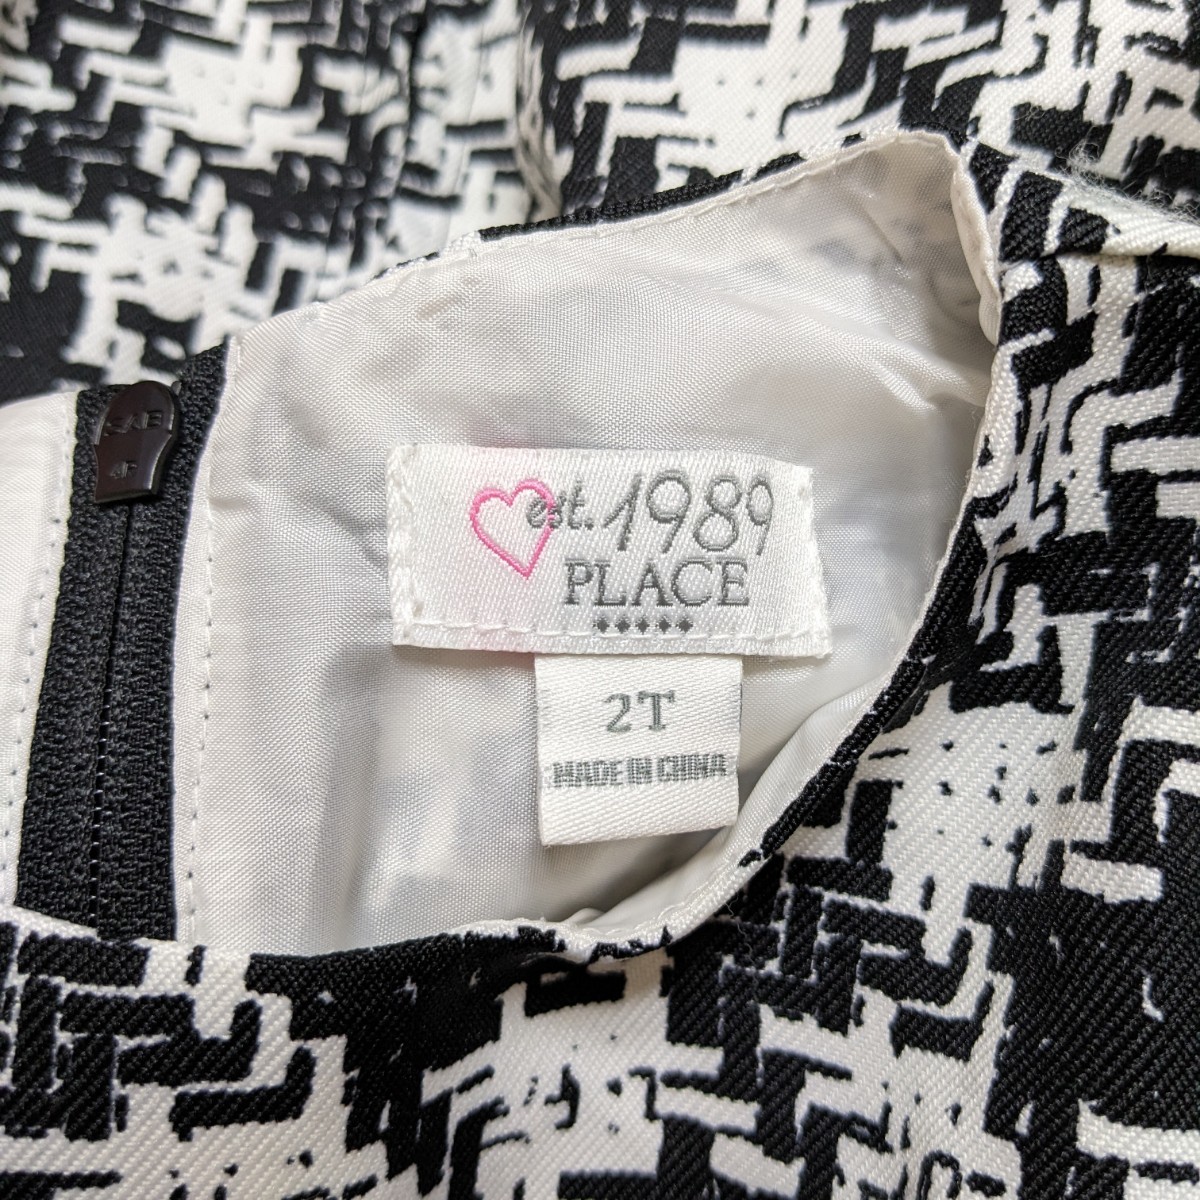 est. 1989
PLACE
2T
MADE IN CHINA